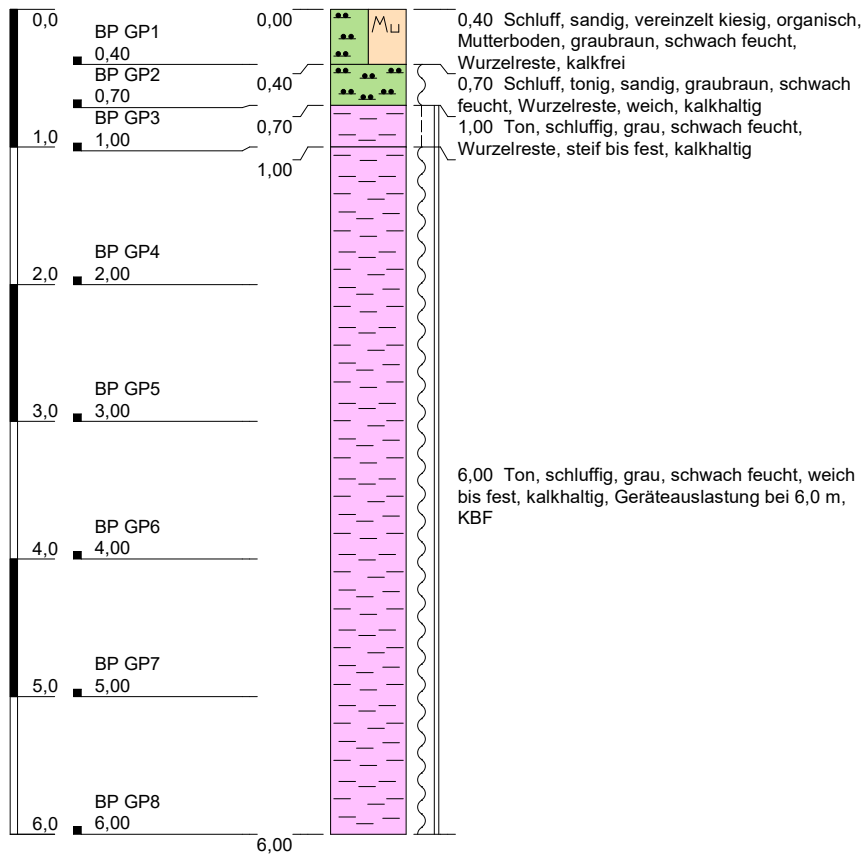 0,0
BP GP1
0,40
BP GP2
0,70
BP GP3
1,0
1,00
BP GP4
2,0
2,00
BP GP5
3,0
3,00
BP GP6
4,0
4,00
BP GP7
5,0
5,00
BP GP8
6,0
6,00
0,00
0,40
0,70
1,00
6,00
Mu
0,40 Schluff, sandig, vereinzelt kiesig, organisch,
Mutterboden, graubraun, schwach feucht,
Wurzelreste, kalkfrei
0,70 Schluff, tonig, sandig, graubraun, schwach
feucht, Wurzelreste, weich, kalkhaltig
1,00 Ton, schluffig, grau, schwach feucht,
Wurzelreste, steif bis fest, kalkhaltig
6,00 Ton, schluffig, grau, schwach feucht, weich
bis fest, kalkhaltig, Geräteauslastung bei 6,0 m,
KBF